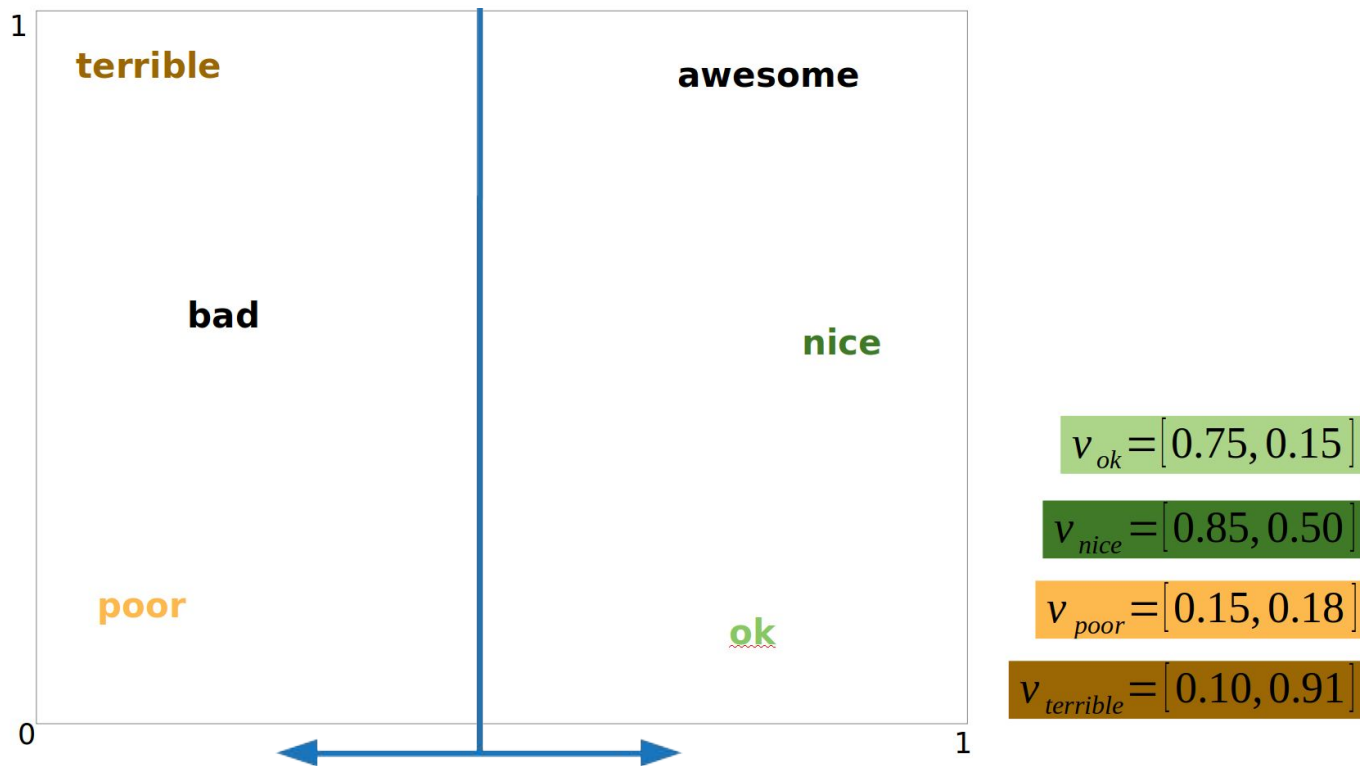 1
terrible
awesome
bad
nice
v_ok=[0.75,0.15]
v_nice=[0.85,0.50]
poor
v_poor=[0.15,0.18]
ok
v_terrible=[0.10,0.91]
0
1